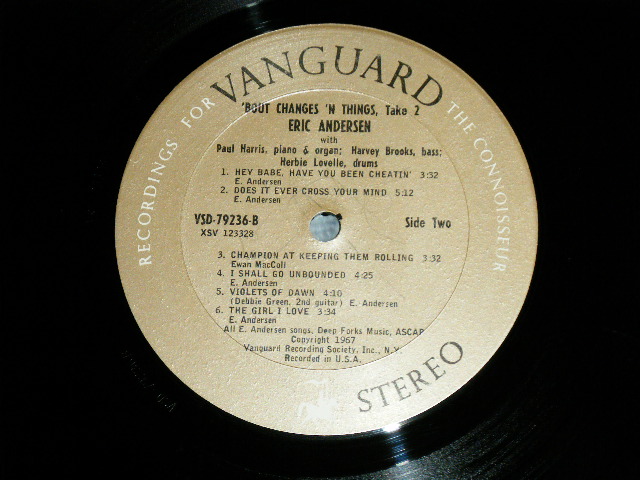 RECORDINGS FOR VANGUARD THE CONNOISSEUR
'BOUT CHANGES 'N THINGS, Take 2
ERIC ANDERSEN
with
Paul Harris, piano & organ; Harvey Brooks, bass;
Herbie Lovelle, drums
1. HEY BABE, HAVE YOU BEEN CHEATIN' 3:32
E. Andersen
2. DOES IT EVER CROSS YOUR MIND 5:12
E. Andersen
VSD-79236-B Side Two
XSV 123328
3. CHAMPION AT KEEPING THEM ROLLING 3:32
Ewan MacColl
4. I SHALL GO UNBOUNDED 4:25
E. Andersen
5. VIOLETS OF DAWN 4:10
(Debbie Green, 2nd guitar) E. Andersen
6. THE GIRL I LOVE 3:34
E. Andersen
All E. Andersen songs, Deep Forks Music, ASCAP
Copyright 1967
Vanguard Recording Society, Inc., N.Y.
Recorded in U.S.A.
STEREO